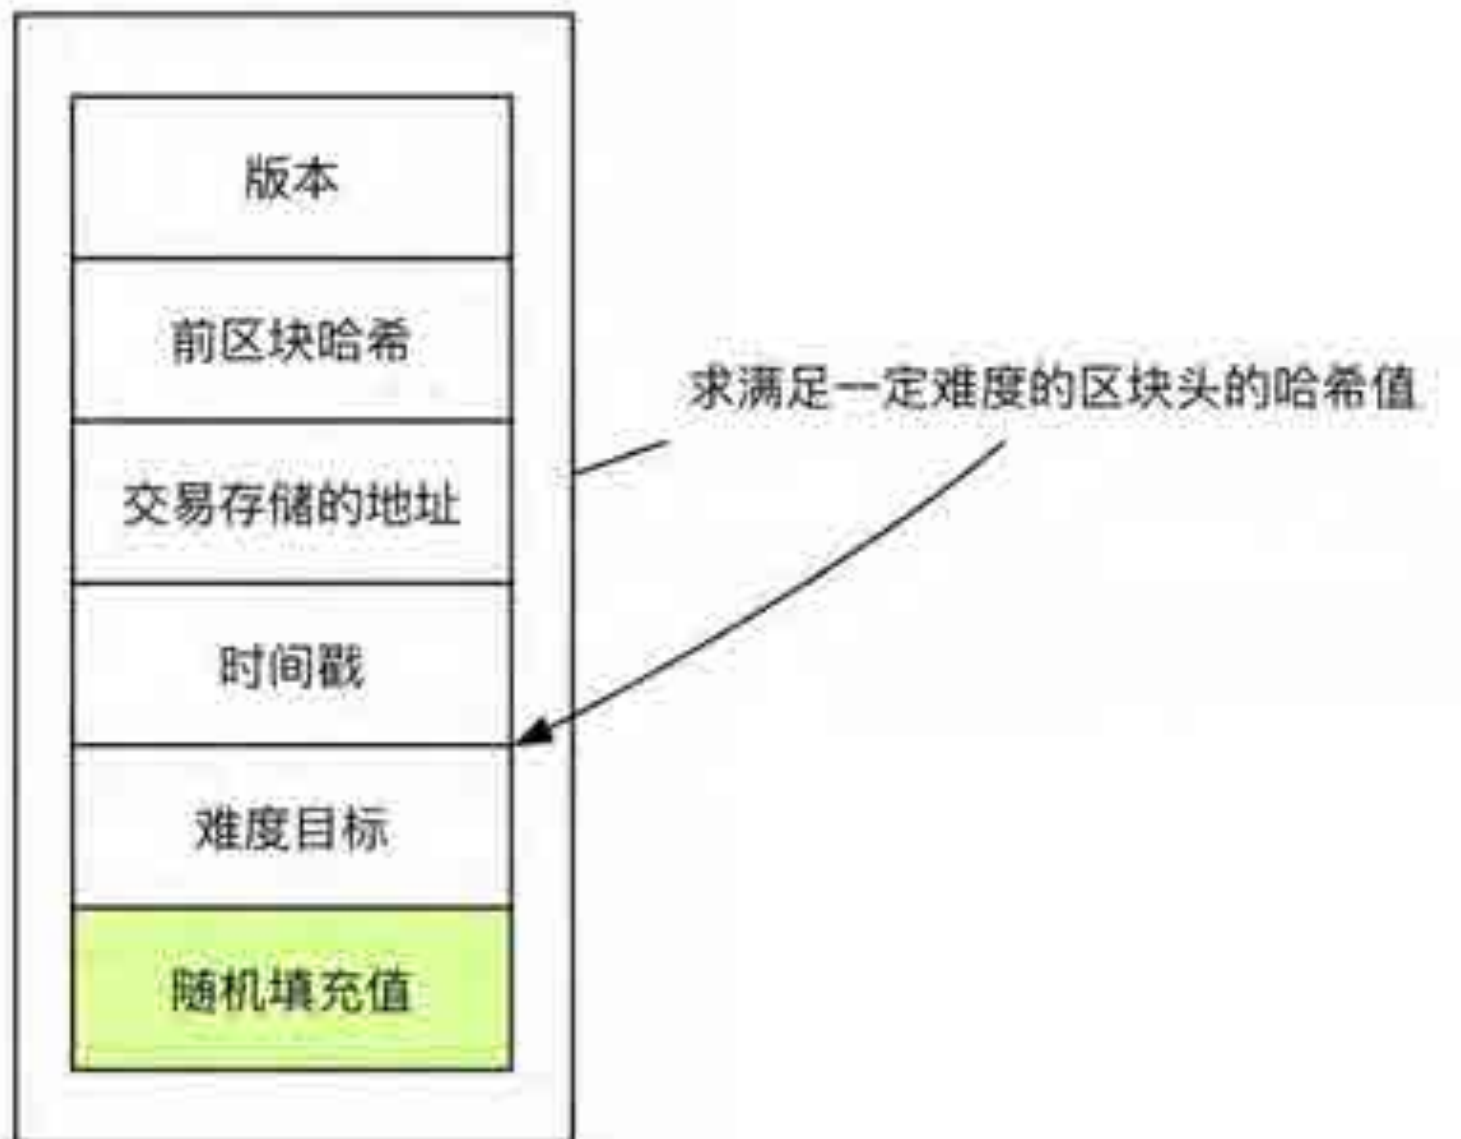 版本
前区块哈希
求满足一定难度的区块头的哈希值
交易存储的地址
时间戳
难度目标
随机填充值